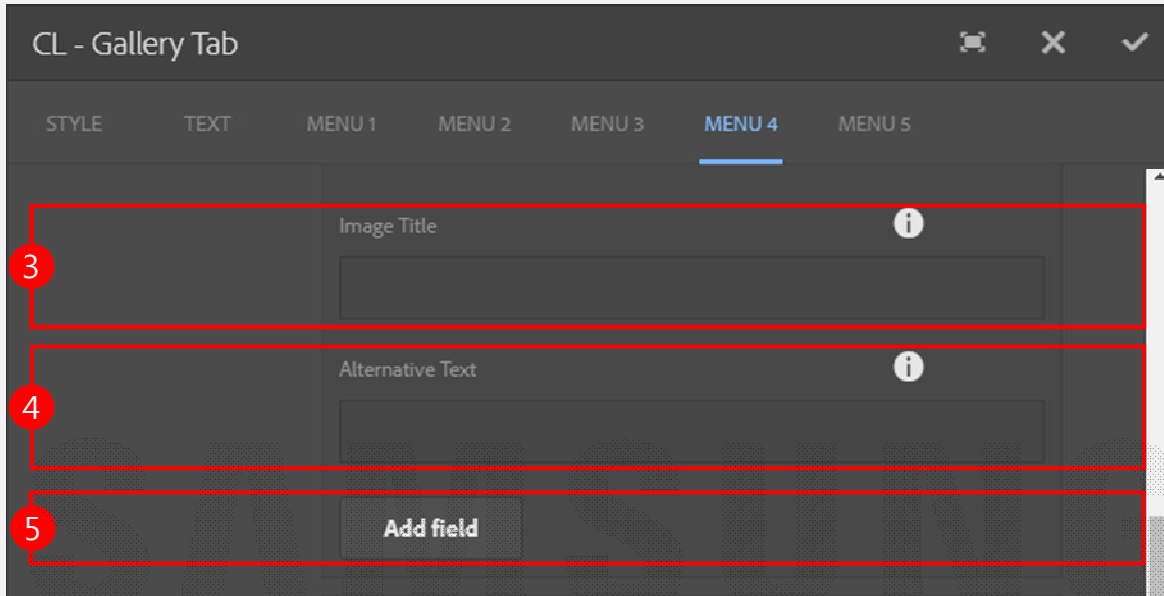 CL - Gallery Tab
STYLE TEXT MENU 1 MENU 2 MENU 3 MENU 4 MENU 5
Image Title
3
Alternative Text
4
5 Add field
SAMSUNG